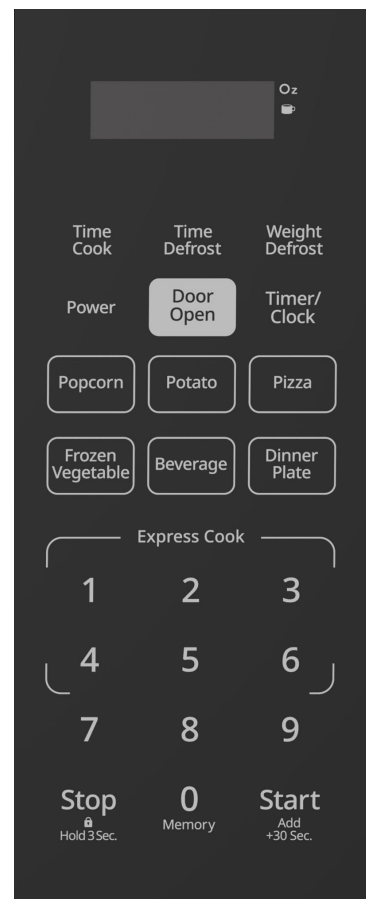 Oz
Time Cook
Time Defrost
Weight Defrost
Power
Door Open
Timer/ Clock
Popcorn
Potato
Pizza
Frozen Vegetable
Beverage
Dinner Plate
Express Cook
1 2 3
4 5 6
7 8 9
Stop
Hold 3 Sec.
0
Memory
Start
Add
+30 Sec.